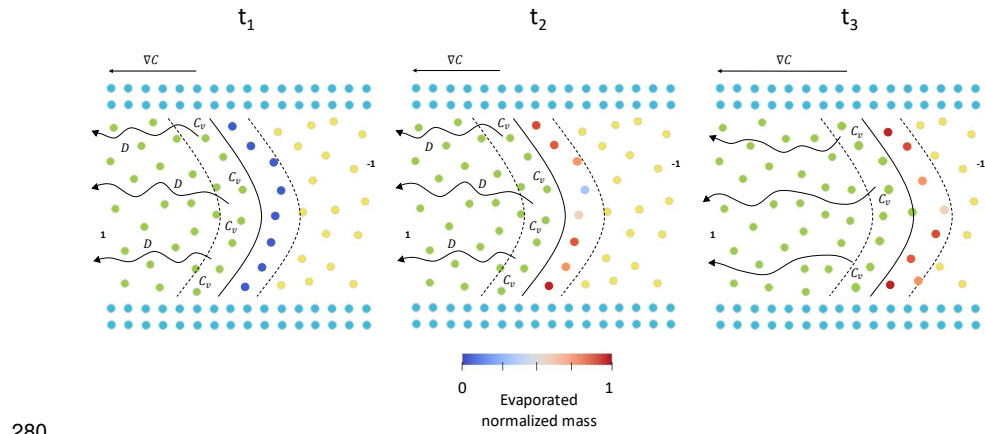 t1 t2 t3
∇C ∇C ∇C
Cv Cv Cv
D D
Cv Cv -1 -1 -1
D D Cv
Cv Cv
1 D 1 D 1
Cv Cv Cv
0 1
Evaporated
normalized mass
280